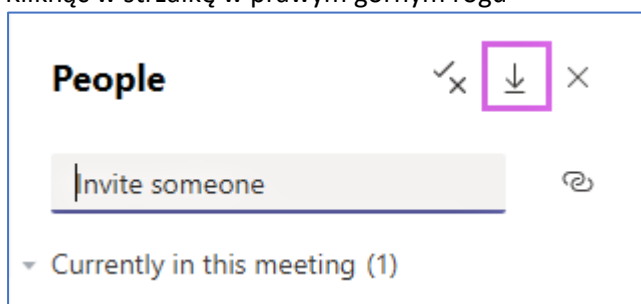 Kliknąć w strzałkę w prawym górnym rogu
People
Invite someone
Currently in this meeting (1)